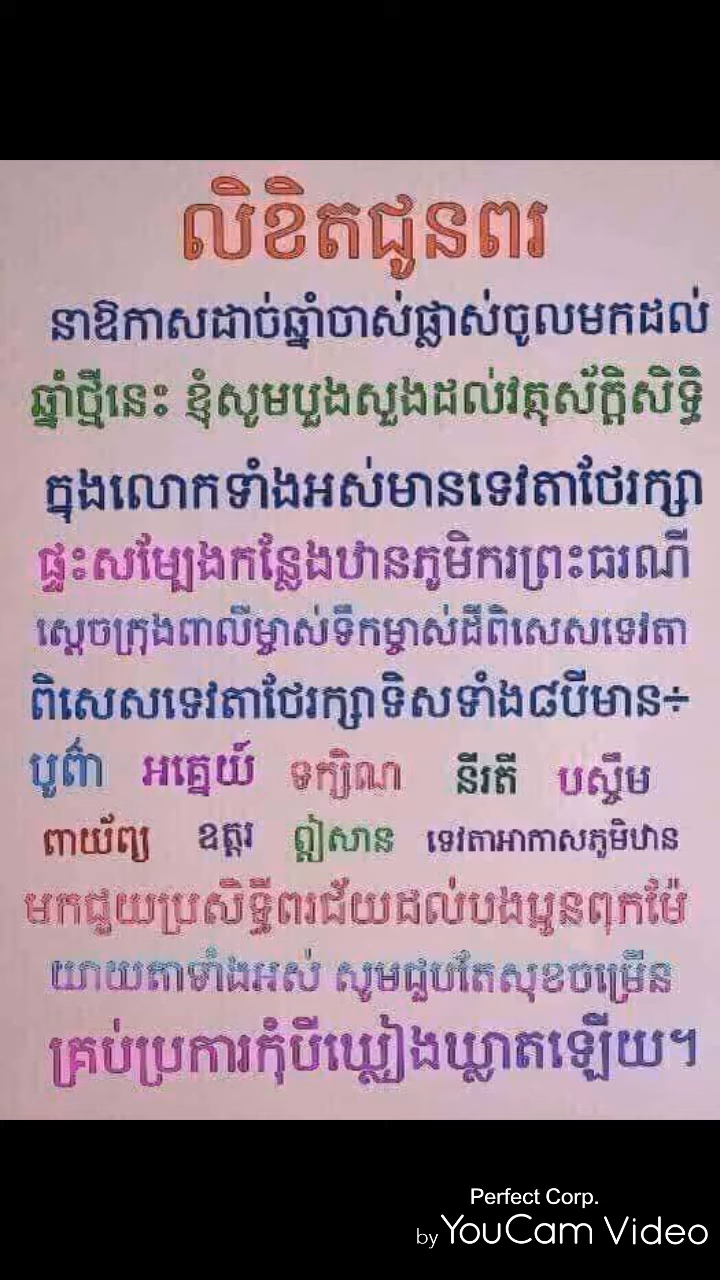 លិខិតជូនពរ
នាឱកាសដាច់ឆ្នាំចាស់ផ្លាស់ចូលមកដល់
ឆ្នាំថ្មីនេះ ខ្ញុំសូមបួងសួងដល់វត្ថុស័ក្តិសិទ្ធិ
ក្នុងលោកទាំងអស់មានទេវតាថែរក្សា
ផ្ទះសម្បែងកន្លែងឋានភូមិករព្រះធរណី
ស្តេចក្រុងពាលីម្ចាស់ទឹកម្ចាស់ដីពិសេសទេវតា
ពិសេសទេវតាថែរក្សាទិសទាំង៨បីមាន÷
បូព៌ា អគ្នេយ៍ ទក្សិណ នីរតី បស្ចឹម
ពាយ័ព្យ ឧត្តរ ឦសាន ទេវតាអាកាសភូមិឋាន
មកជួយប្រសិទ្ធីពរជ័យដល់បងប្អូនពុកម៉ែ
យាយតាទាំងអស់ សូមជួបតែសុខចម្រើន
គ្រប់ប្រការកុំបីឃ្លៀងឃ្លាតឡើយ។
Perfect Corp.
by YouCam Video